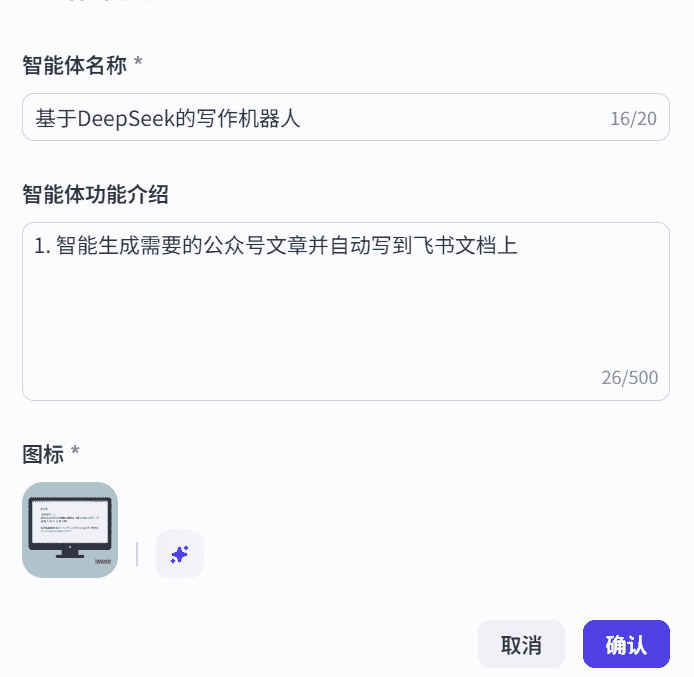 智能体名称 *
基于DeepSeek的写作机器人
16/20
智能体功能介绍
1. 智能生成需要的公众号文章并自动写到飞书文档上
26/500
图标 *
取消
确认